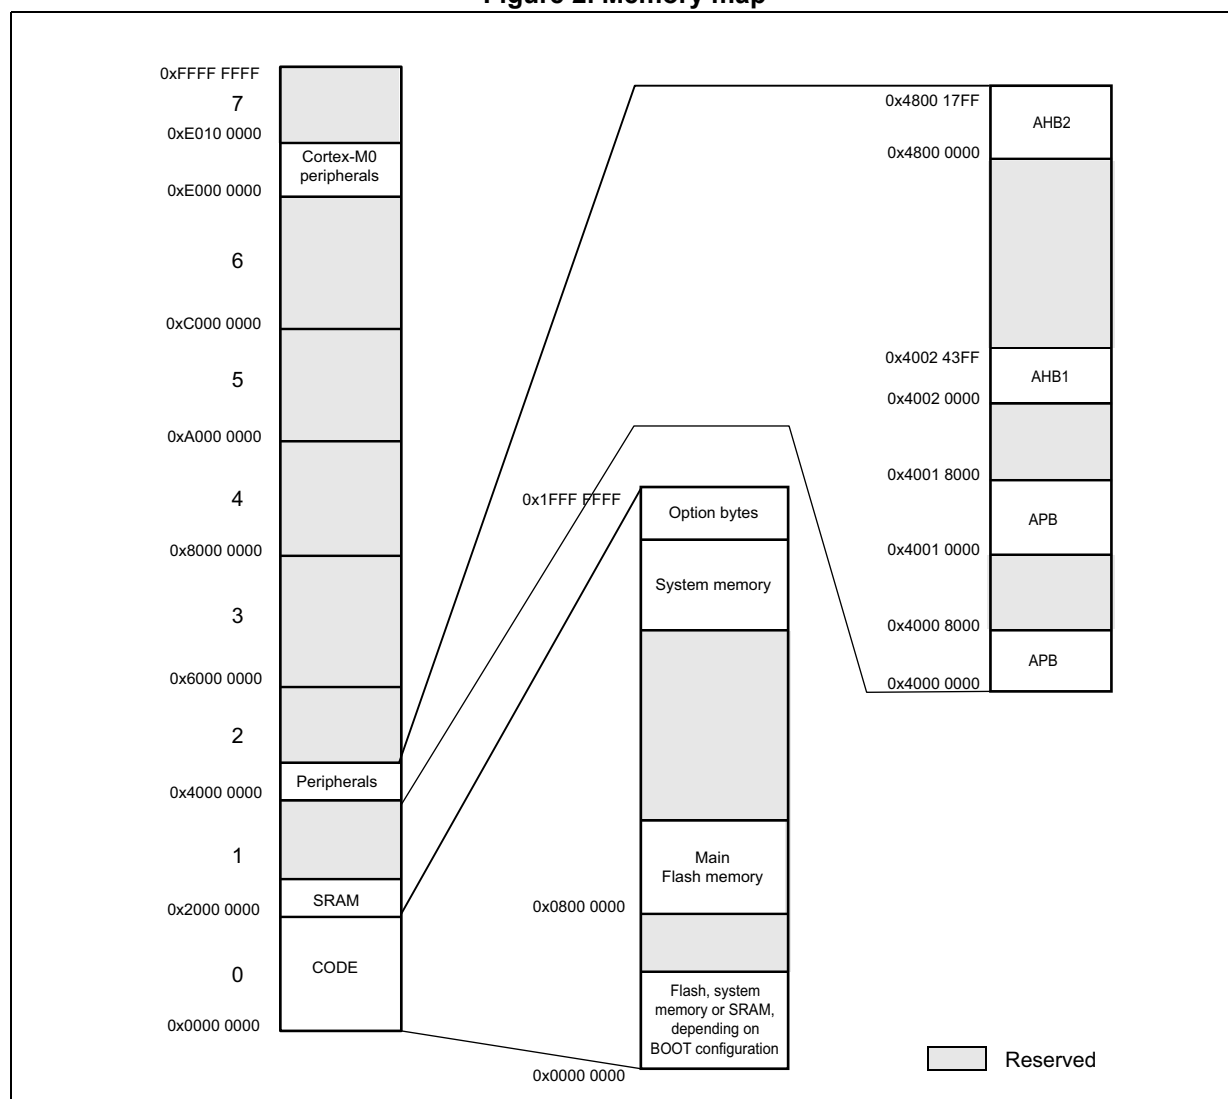 Figure 2. Memory map
0xFFFF FFFF
7
0xE010 0000
Cortex-M0
peripherals
0xE000 0000
6
0xC000 0000
5
0xA000 0000
4
0x8000 0000
3
0x6000 0000
2
Peripherals
0x4000 0000
1
SRAM
0x2000 0000
CODE
0
0x0000 0000
0x1FFF FFFF
Option bytes
System memory
Main
Flash memory
0x0800 0000
Flash, system
memory or SRAM,
depending on
BOOT configuration
0x0000 0000
0x4800 17FF
AHB2
0x4800 0000
0x4002 43FF
AHB1
0x4002 0000
0x4001 8000
APB
0x4001 0000
0x4000 8000
APB
0x4000 0000
Reserved